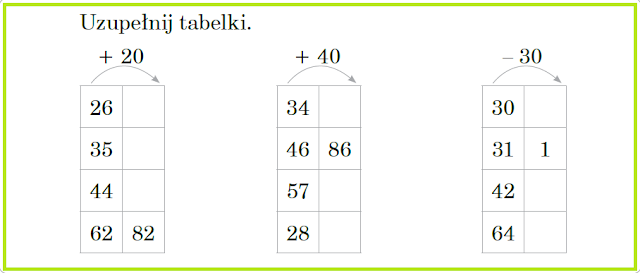 Uzupełnij tabelki.
+ 20 + 40 – 30
26 34 30
35 46 86 31 1
44 57 42
62 82 28 64